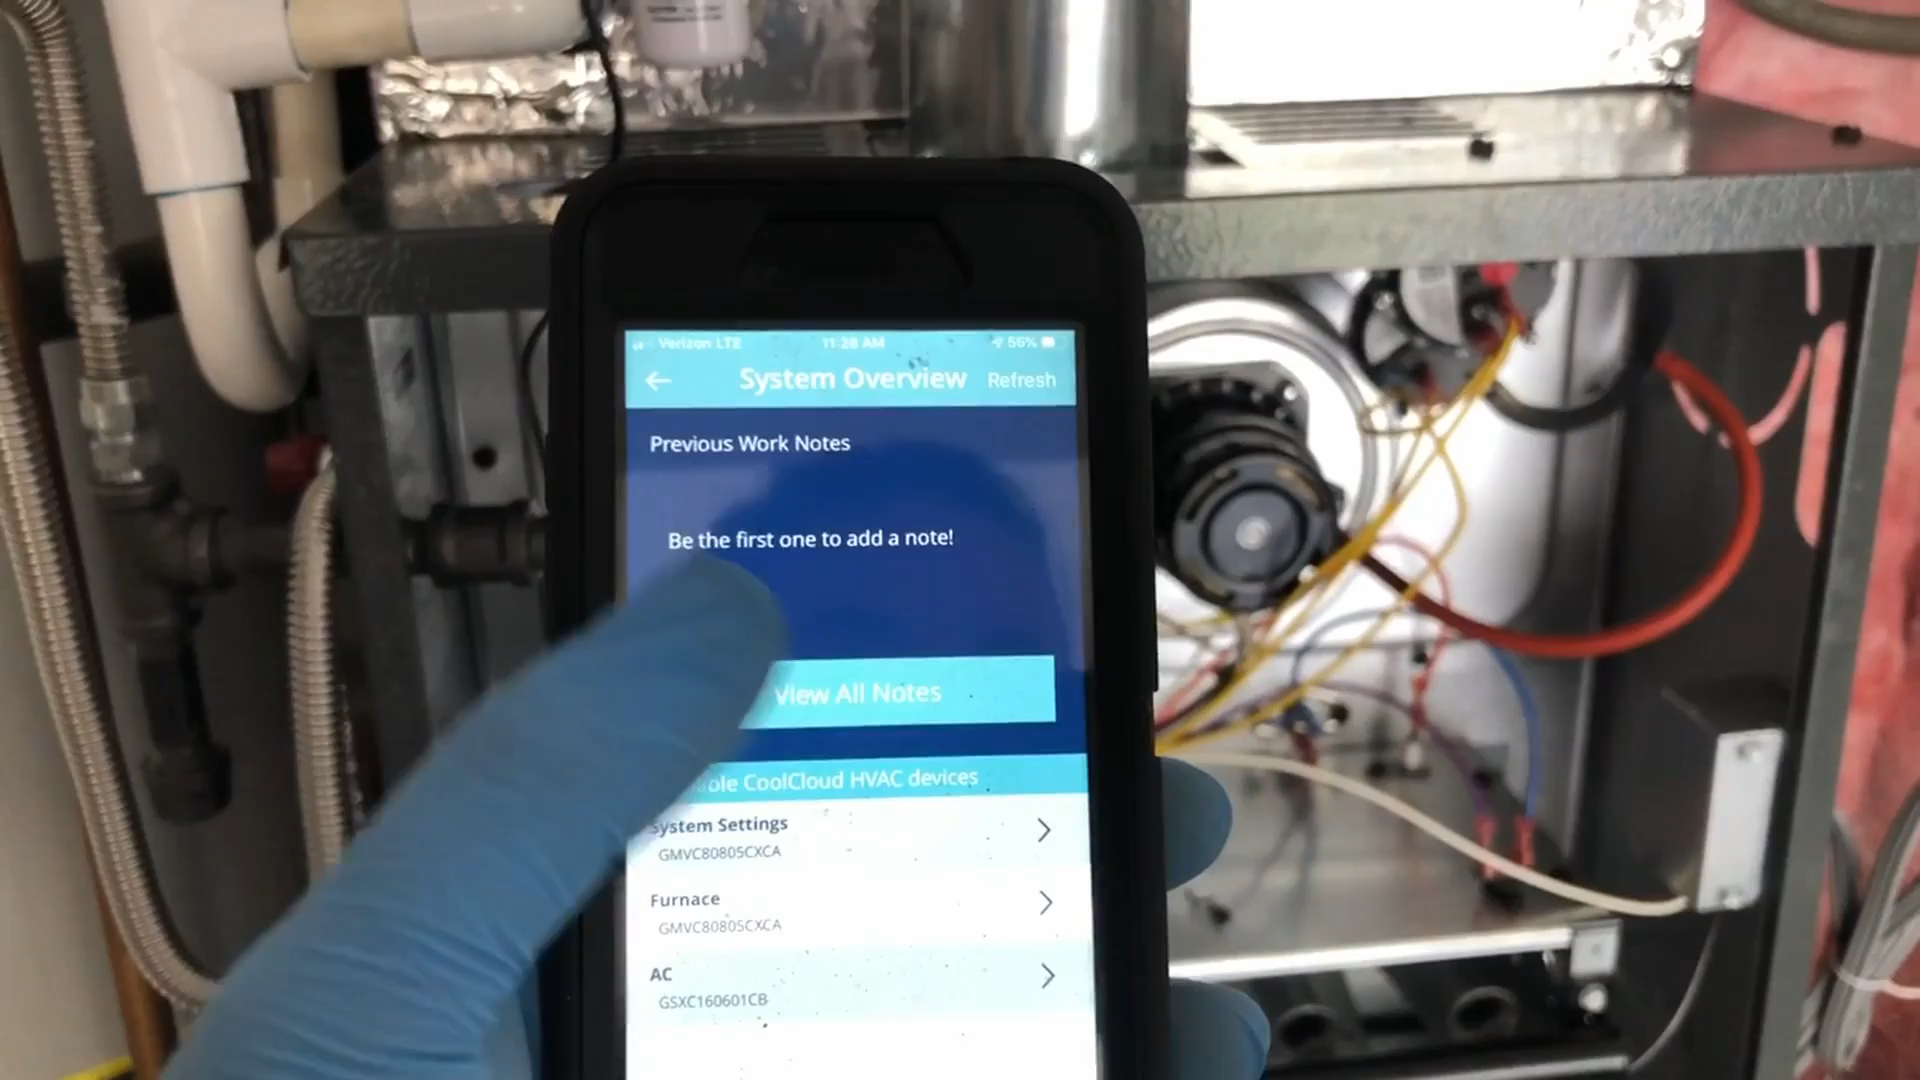 Verizon LTE 11:28 AM 56%
System Overview Refresh
Previous Work Notes
Be the first one to add a note!
View All Notes
CoolCloud HVAC devices
System Settings
GMVC80805CXCA
Furnace
GMVC80805CXCA
AC
GSXC160601CB